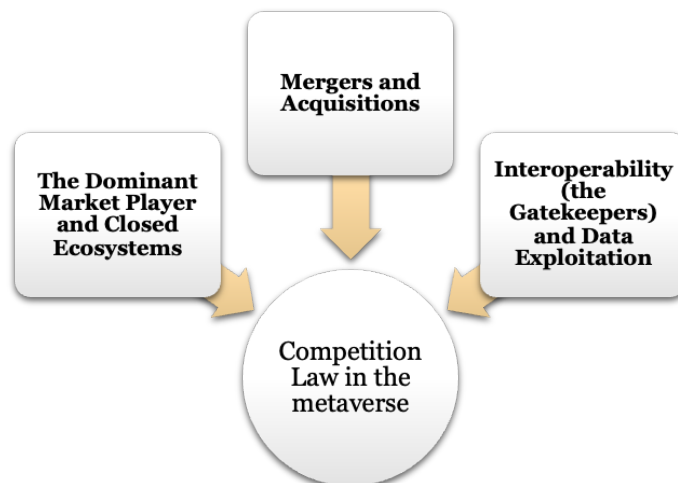 Mergers and
Acquisitions
The Dominant
Market Player
and Closed
Ecosystems
Interoperability
(the
Gatekeepers)
and Data
Exploitation
Competition
Law in the
metaverse